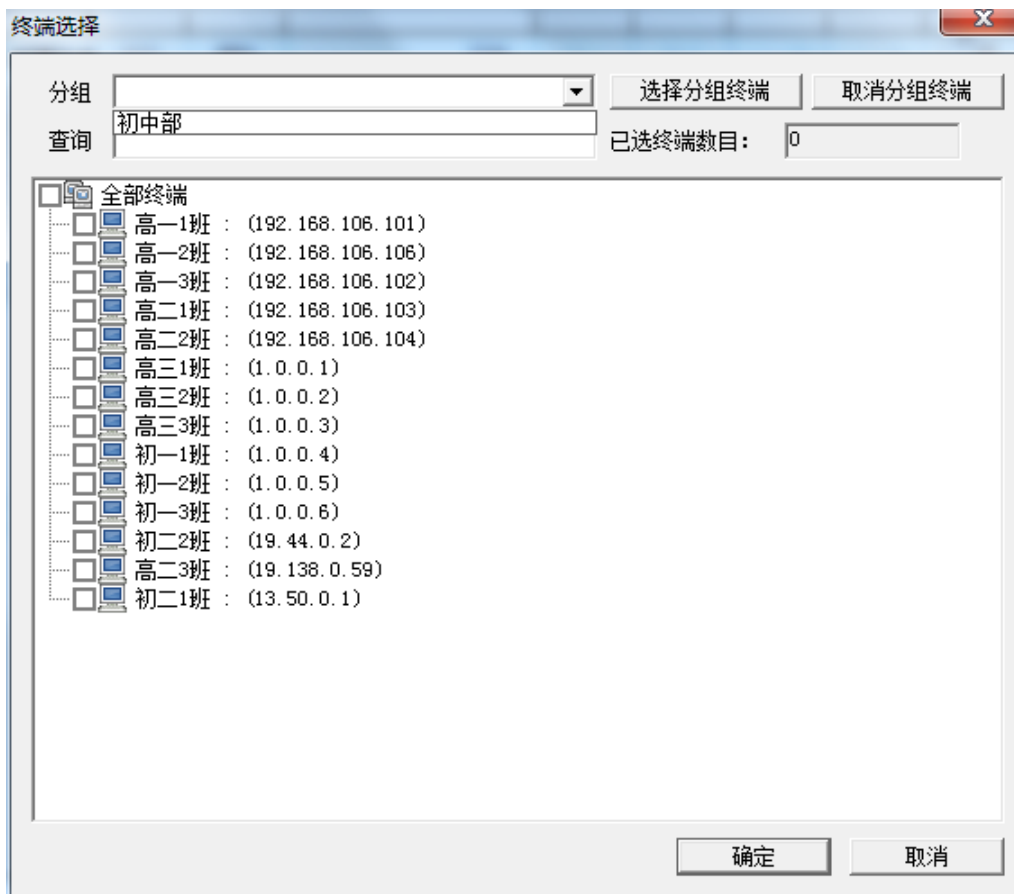 终端选择
分组 选择分组终端 取消分组终端
初中部
查询 已选终端数目: 0
全部终端
高一1班 : (192.168.106.101)
高一2班 : (192.168.106.106)
高一3班 : (192.168.106.102)
高二1班 : (192.168.106.103)
高二2班 : (192.168.106.104)
高三1班 : (1.0.0.1)
高三2班 : (1.0.0.2)
高三3班 : (1.0.0.3)
初一1班 : (1.0.0.4)
初一2班 : (1.0.0.5)
初一3班 : (1.0.0.6)
初二2班 : (19.44.0.2)
高二3班 : (19.138.0.59)
初二1班 : (13.50.0.1)
确定 取消